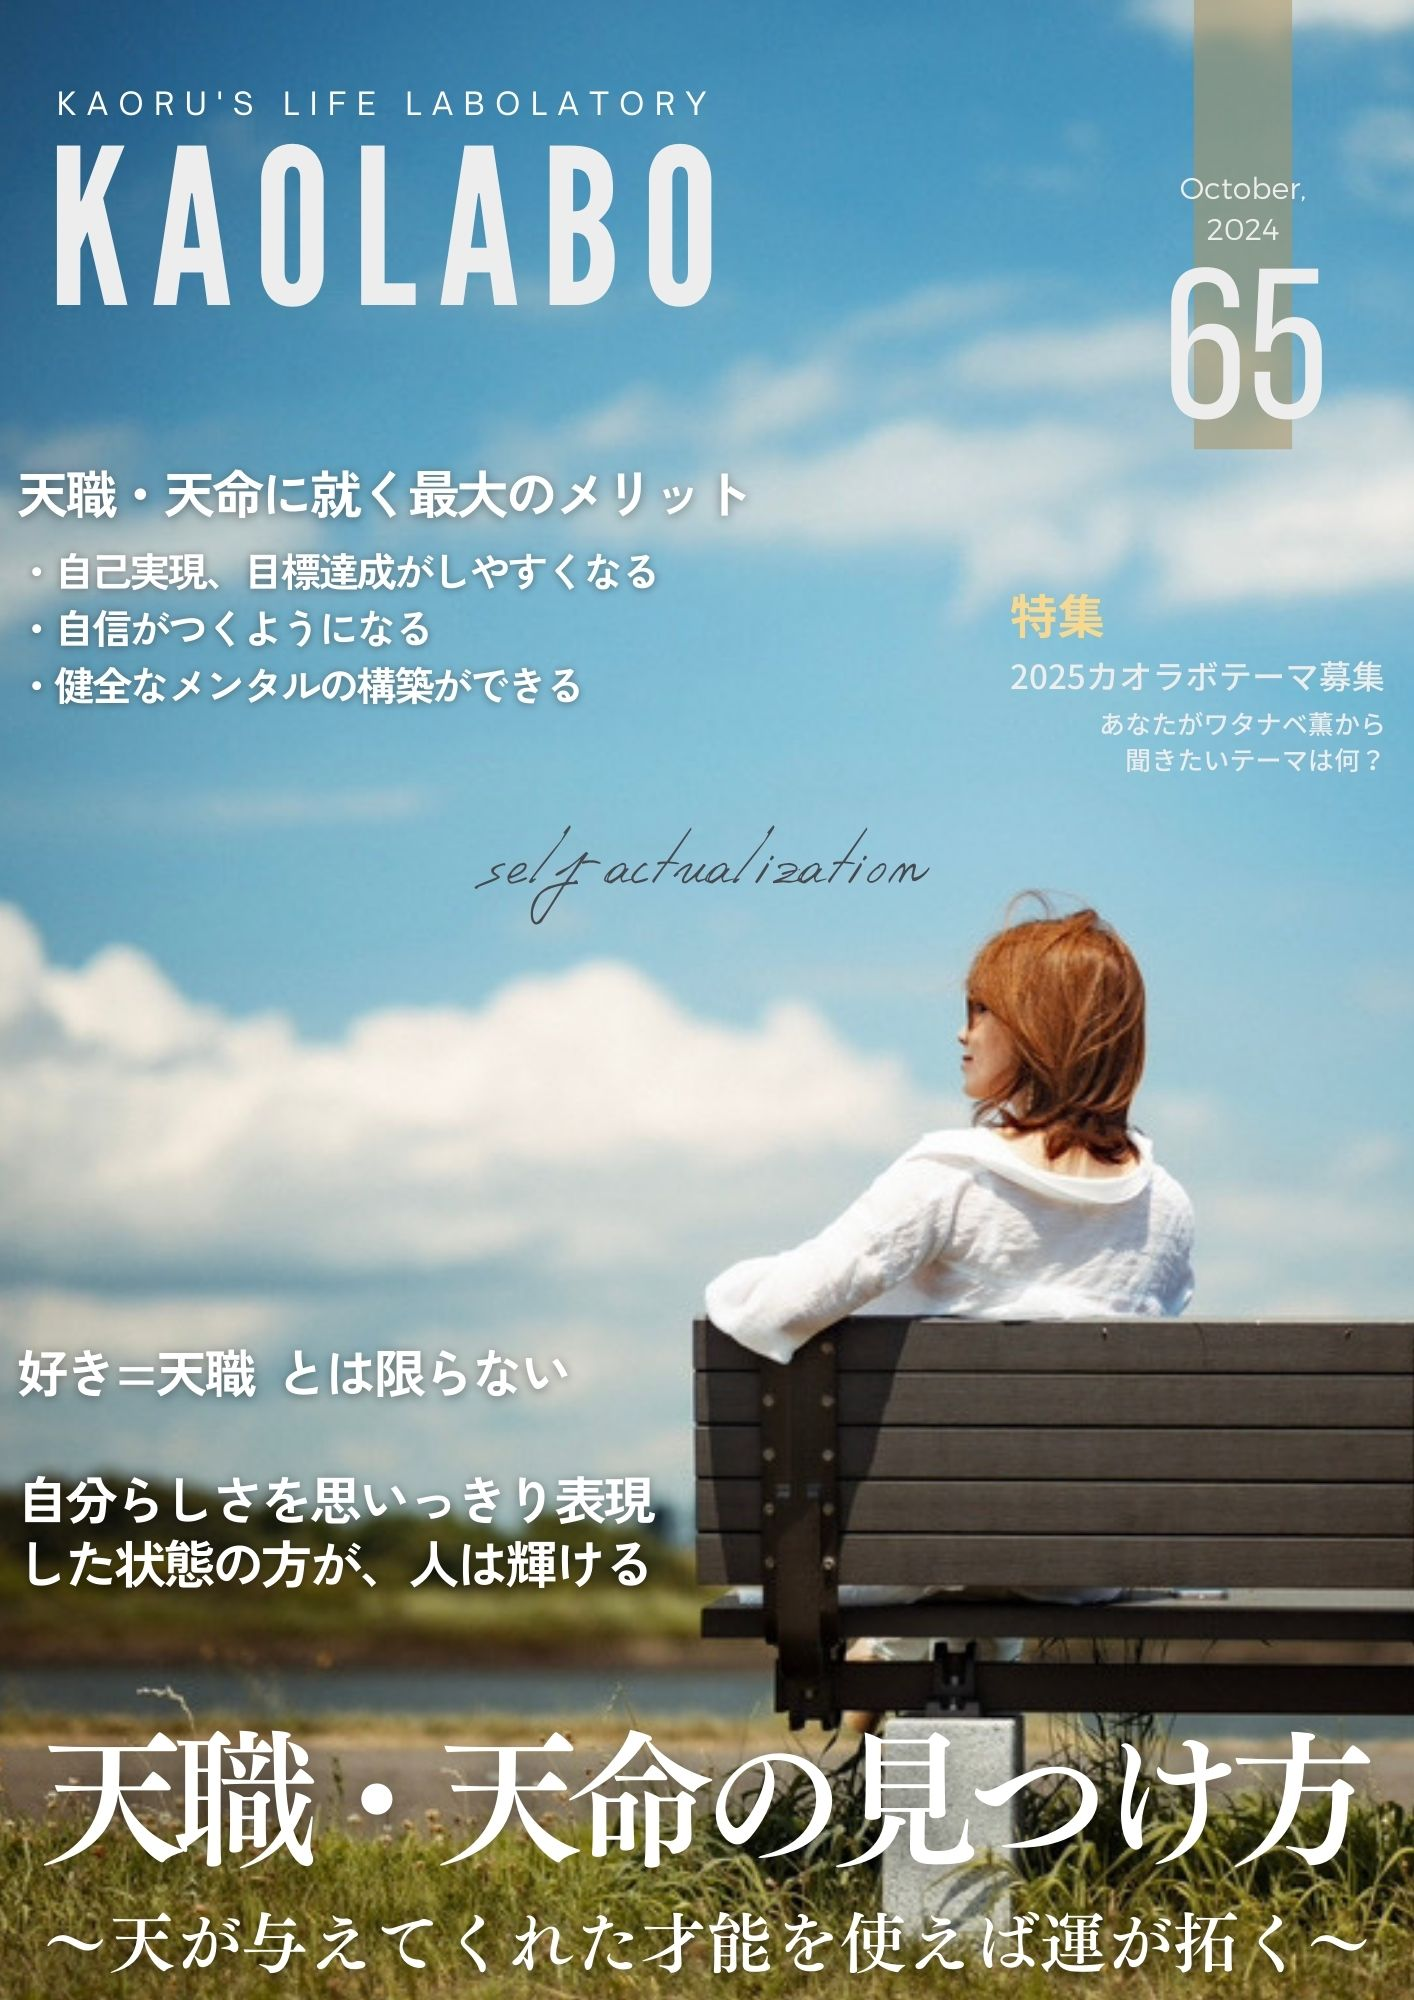 KAORU'S LIFE LABOLATORY
KAOLABO
October,
2024
65
天職・天命に就く最大のメリット
・自己実現、目標達成がしやすくなる
・自信がつくようになる
・健全なメンタルの構築ができる
特集
2025カオラボテーマ募集
あなたがワタナベ薫から
聞きたいテーマは何？
self actualization
好き＝天職 とは限らない
自分らしさを思いっきり表現
した状態の方が、人は輝ける
天職・天命の見つけ方
〜天が与えてくれた才能を使えば運が拓く〜